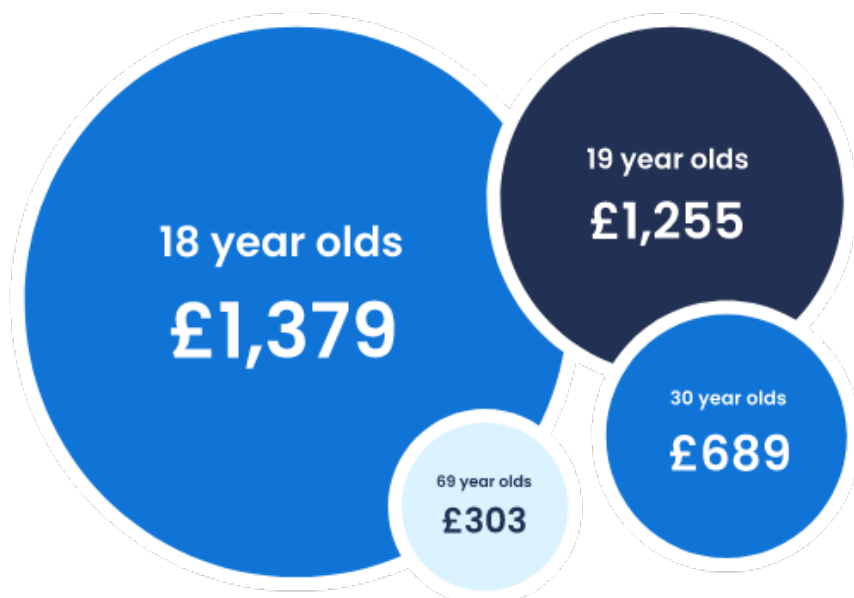 18 year olds
£1,379
19 year olds
£1,255
30 year olds
£689
69 year olds
£303